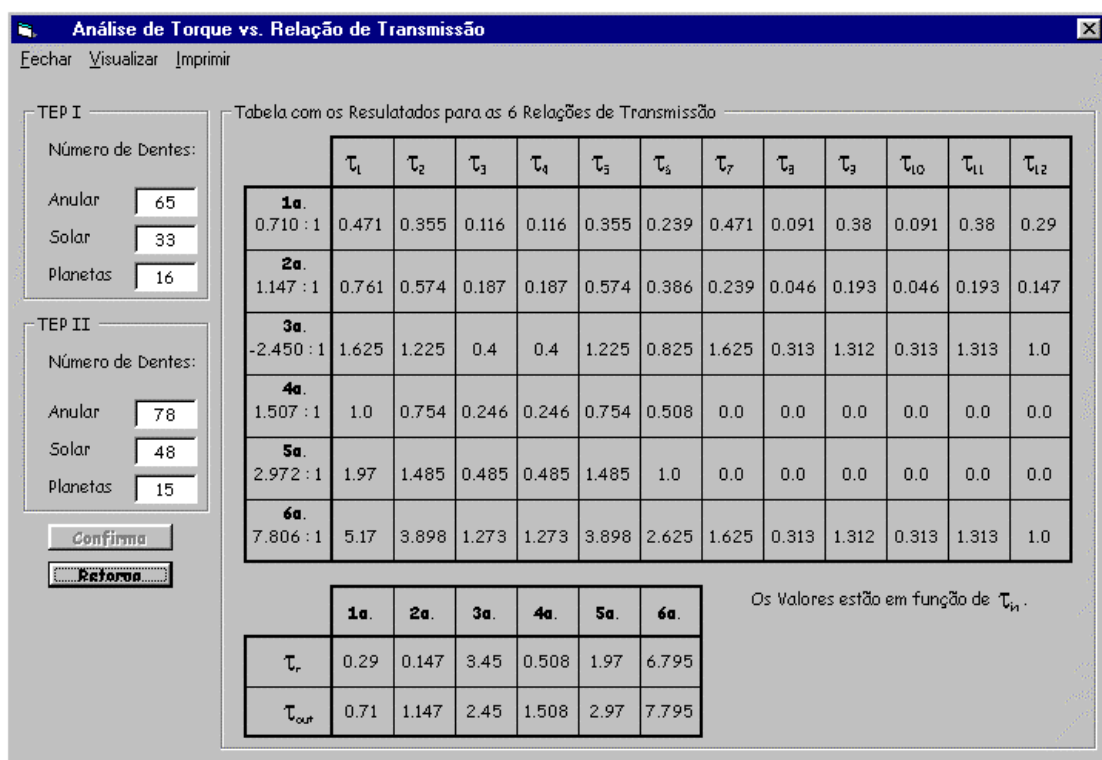 Análise de Torque vs. Relação de Transmissão
Fechar Visualizar Imprimir
TEP I
Número de Dentes:
Anular 65
Solar 33
Planetas 16
TEP II
Número de Dentes:
Anular 78
Solar 48
Planetas 15
Confirma
Retorna
Tabela com os Resulatados para as 6 Relações de Transmissão
τ1 τ2 τ3 τ4 τ5 τ6 τ7 τ8 τ9 τ10 τ11 τ12
1a.
0.710 : 1 0.471 0.355 0.116 0.116 0.355 0.239 0.471 0.091 0.38 0.091 0.38 0.29
2a.
1.147 : 1 0.761 0.574 0.187 0.187 0.574 0.386 0.239 0.046 0.193 0.046 0.193 0.147
3a.
-2.450 : 1 1.625 1.225 0.4 0.4 1.225 0.825 1.625 0.313 1.312 0.313 1.313 1.0
4a.
1.507 : 1 1.0 0.754 0.246 0.246 0.754 0.508 0.0 0.0 0.0 0.0 0.0 0.0
5a.
2.972 : 1 1.97 1.485 0.485 0.485 1.485 1.0 0.0 0.0 0.0 0.0 0.0 0.0
6a.
7.806 : 1 5.17 3.898 1.273 1.273 3.898 2.625 1.625 0.313 1.312 0.313 1.313 1.0
Os Valores estão em função de τin.
1a. 2a. 3a. 4a. 5a. 6a.
τr 0.29 0.147 3.45 0.508 1.97 6.795
τout 0.71 1.147 2.45 1.508 2.97 7.795